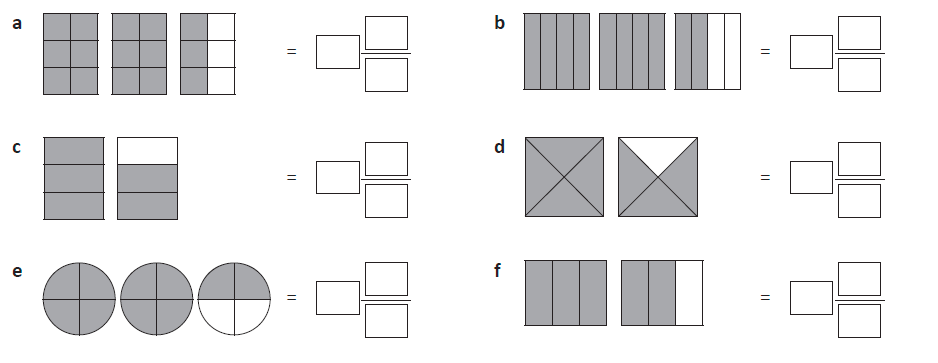 a =
b =
c =
d =
e =
f =